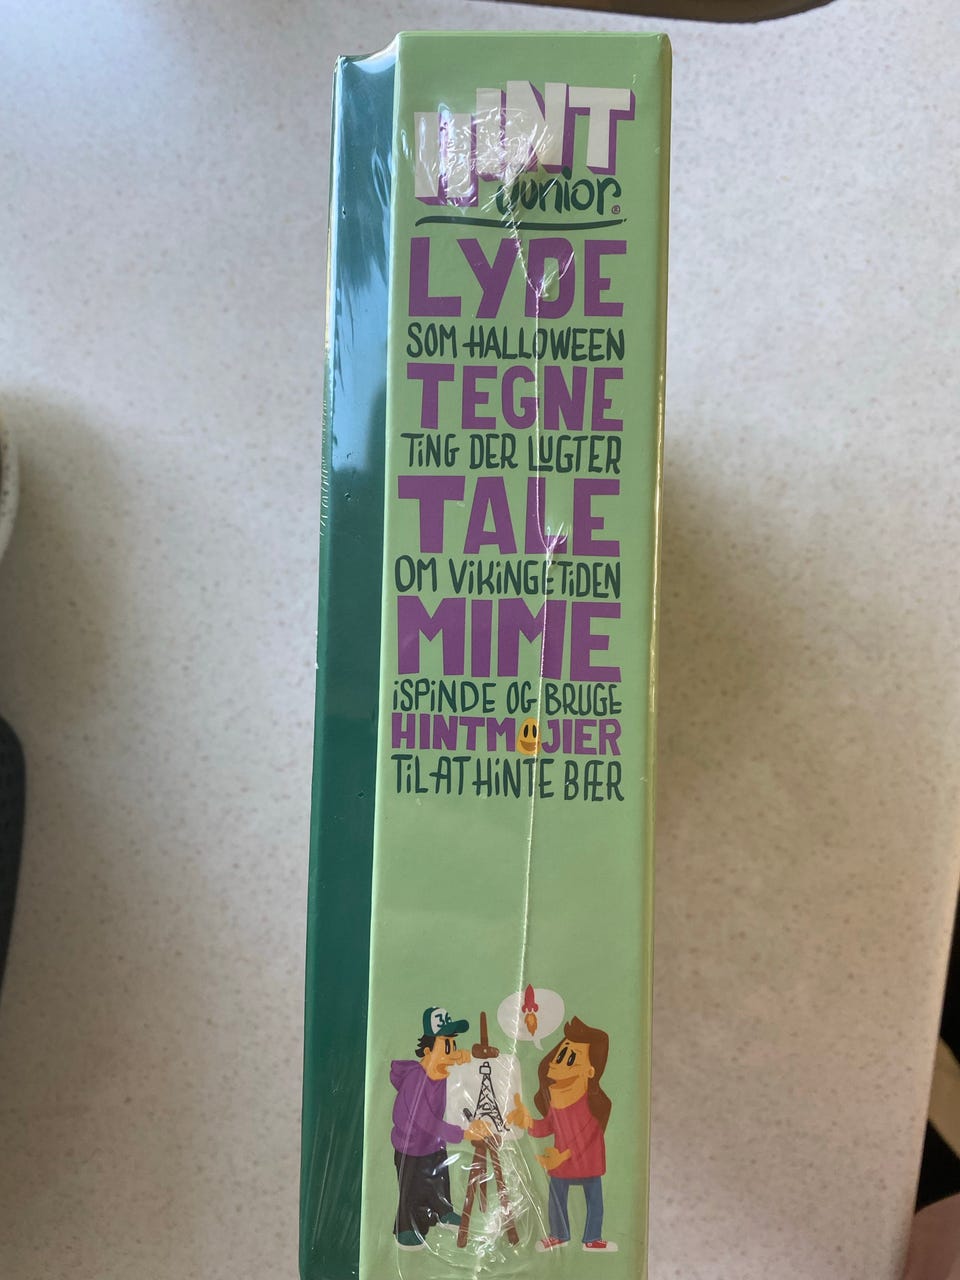 HINT
junior®
LYDE
SOM HALLOWEEN
TEGNE
TING DER LUGTER
TALE
OM VIKINGETIDEN
MIME
ISPINDE OG BRUGE
HINTMOJIER
TIL AT HINTE BÆR
36